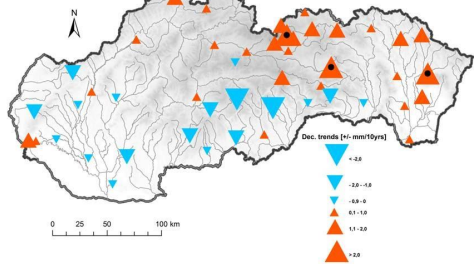 N
Dec. trends [+/- mm/10yrs]
< -2,0
- 2,0 - -1,0
- 0,9 - 0
0,1 - 1,0
1,1 - 2,0
> 2,0
0 25 50 100 km